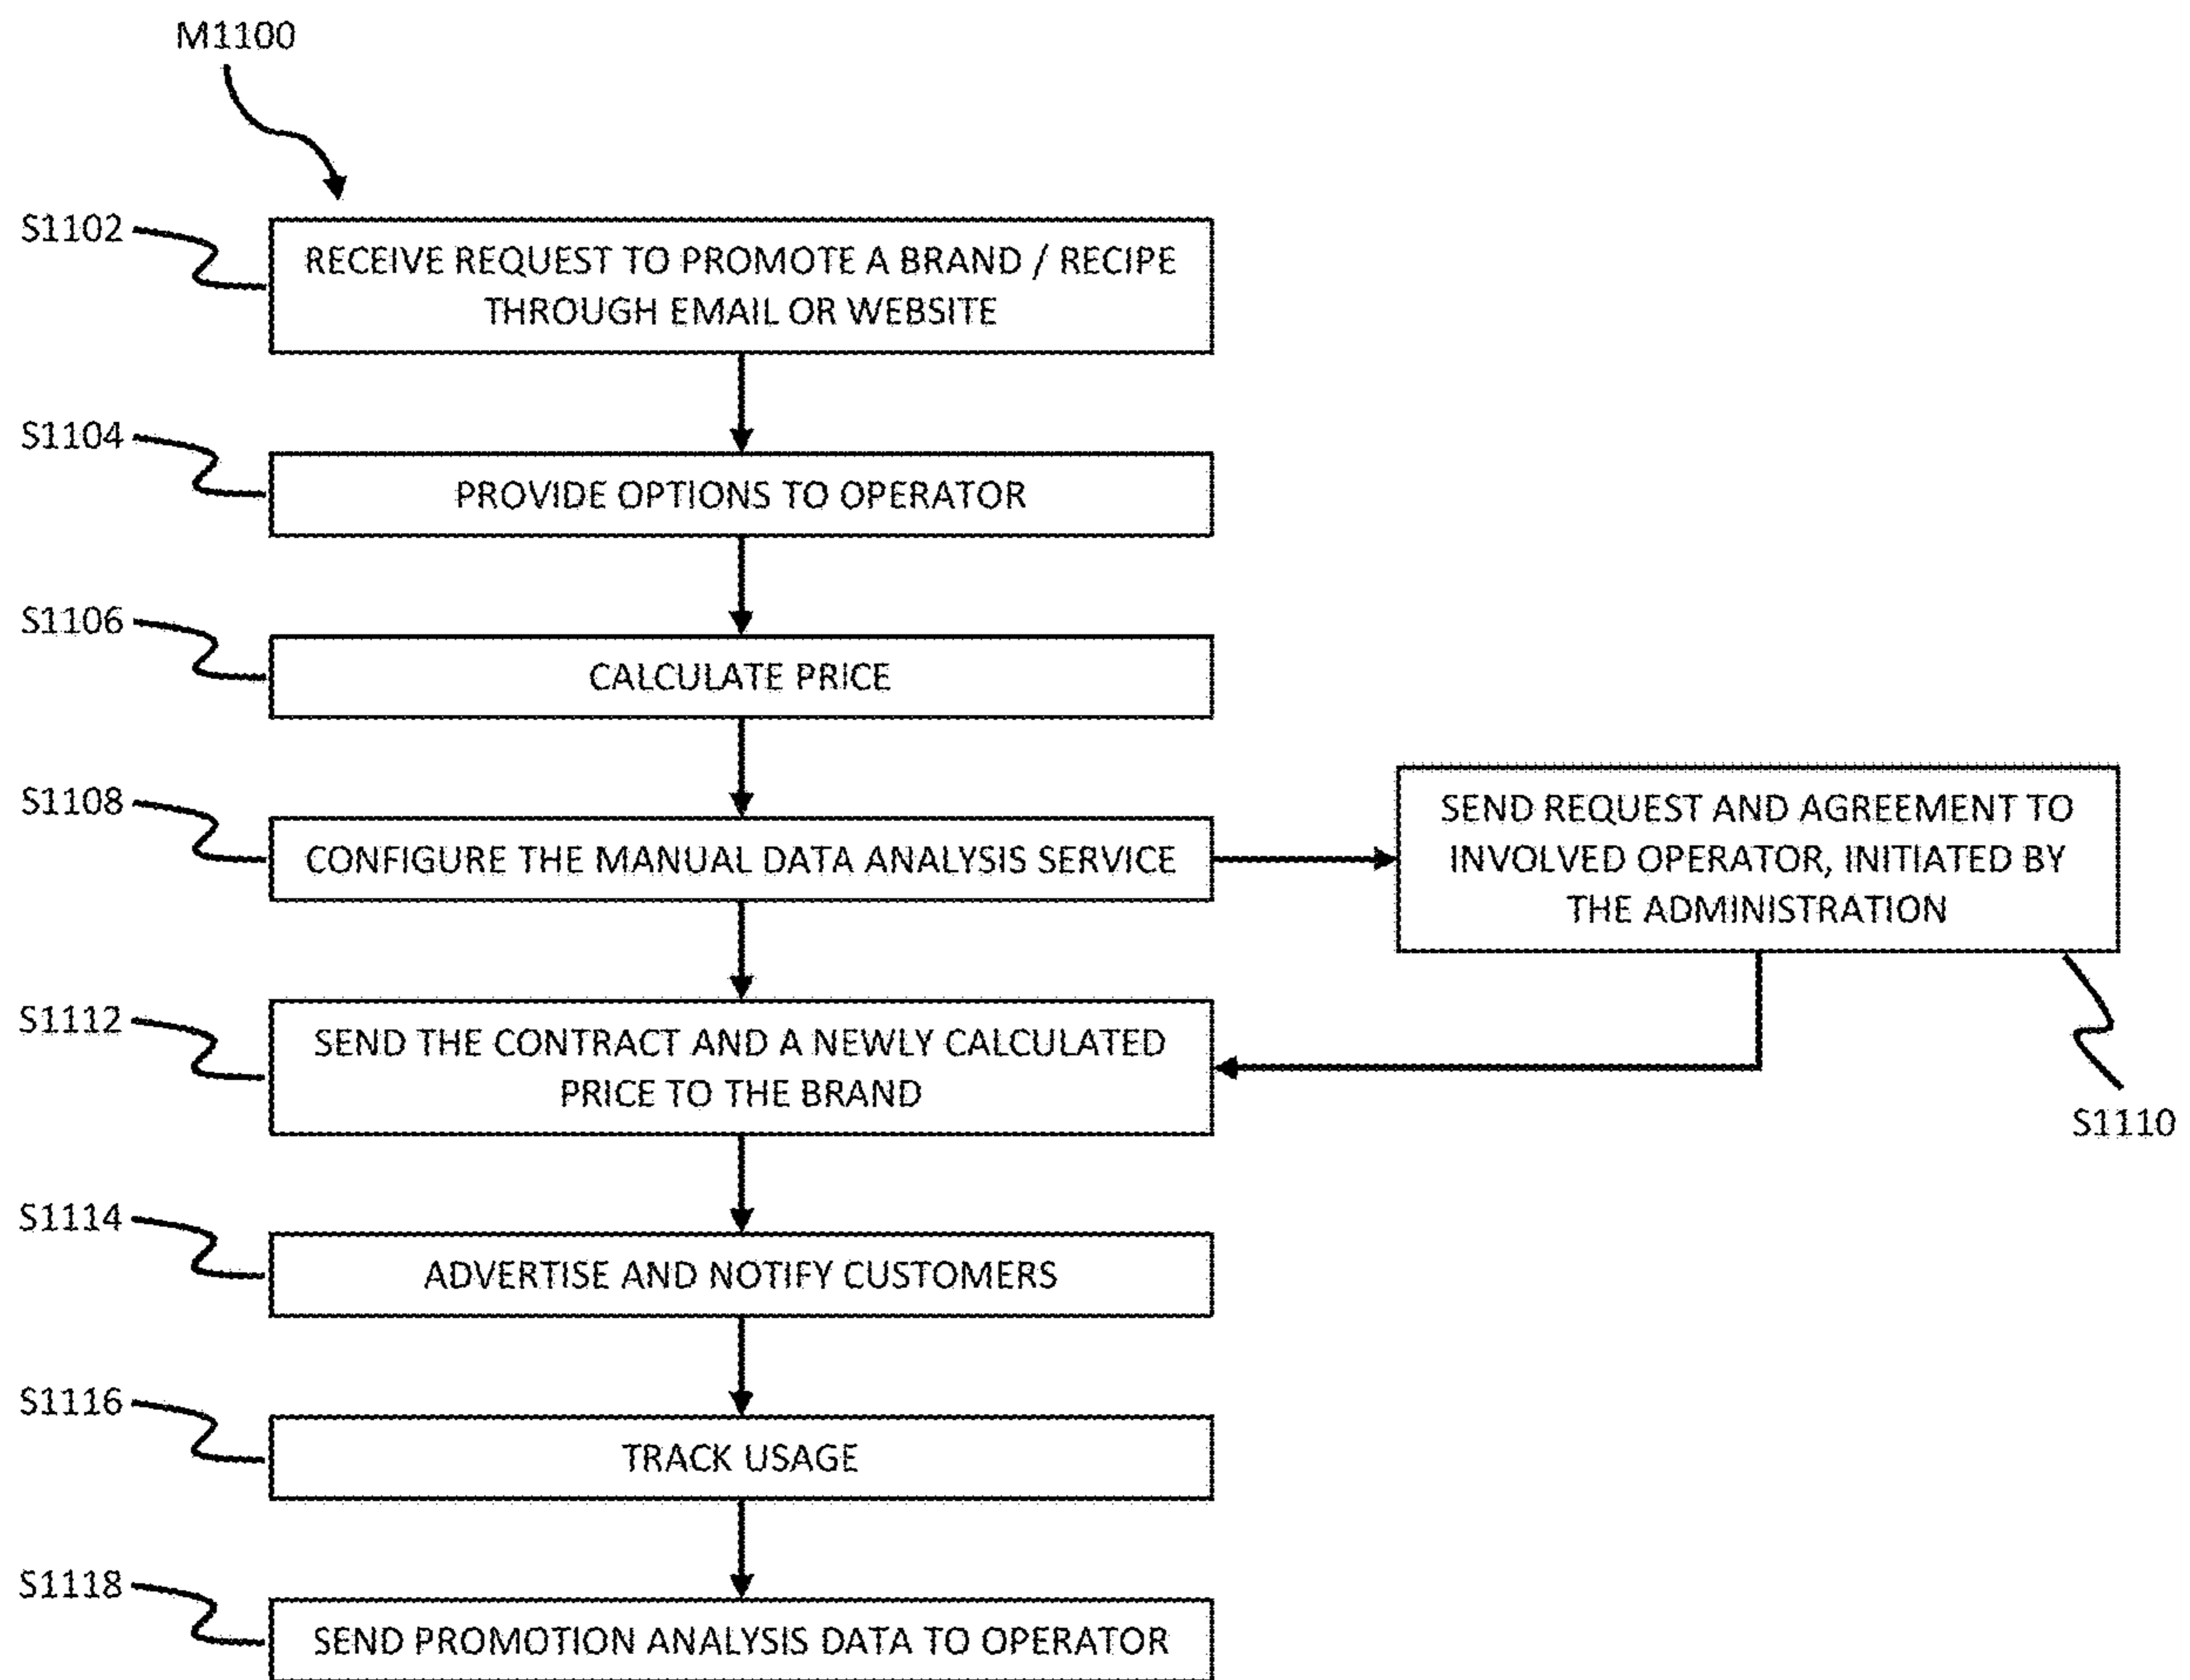 M1100
S1102
RECEIVE REQUEST TO PROMOTE A BRAND / RECIPE
THROUGH EMAIL OR WEBSITE
S1104
PROVIDE OPTIONS TO OPERATOR
S1106
CALCULATE PRICE
S1108
CONFIGURE THE MANUAL DATA ANALYSIS SERVICE
SEND REQUEST AND AGREEMENT TO
INVOLVED OPERATOR, INITIATED BY
THE ADMINISTRATION
S1110
S1112
SEND THE CONTRACT AND A NEWLY CALCULATED
PRICE TO THE BRAND
S1114
ADVERTISE AND NOTIFY CUSTOMERS
S1116
TRACK USAGE
S1118
SEND PROMOTION ANALYSIS DATA TO OPERATOR